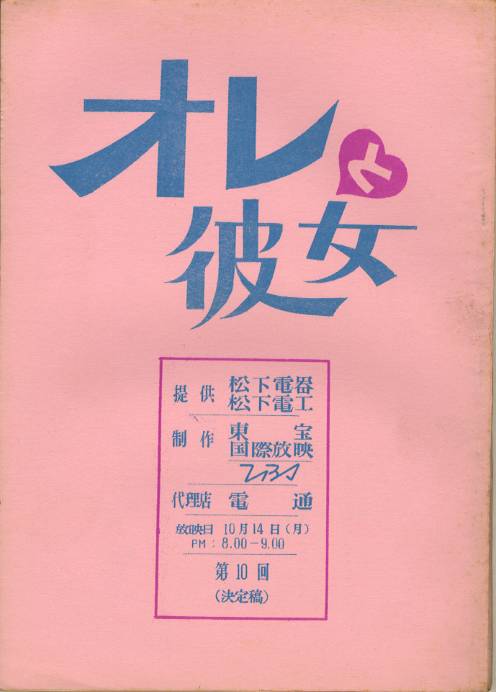 オレと
彼女
提供 松下電器
松下電工
制作 東宝
国際放映
TBS
代理店 電通
放映日 10月14日(月)
PM:8.00-9.00
第10回
(決定稿)